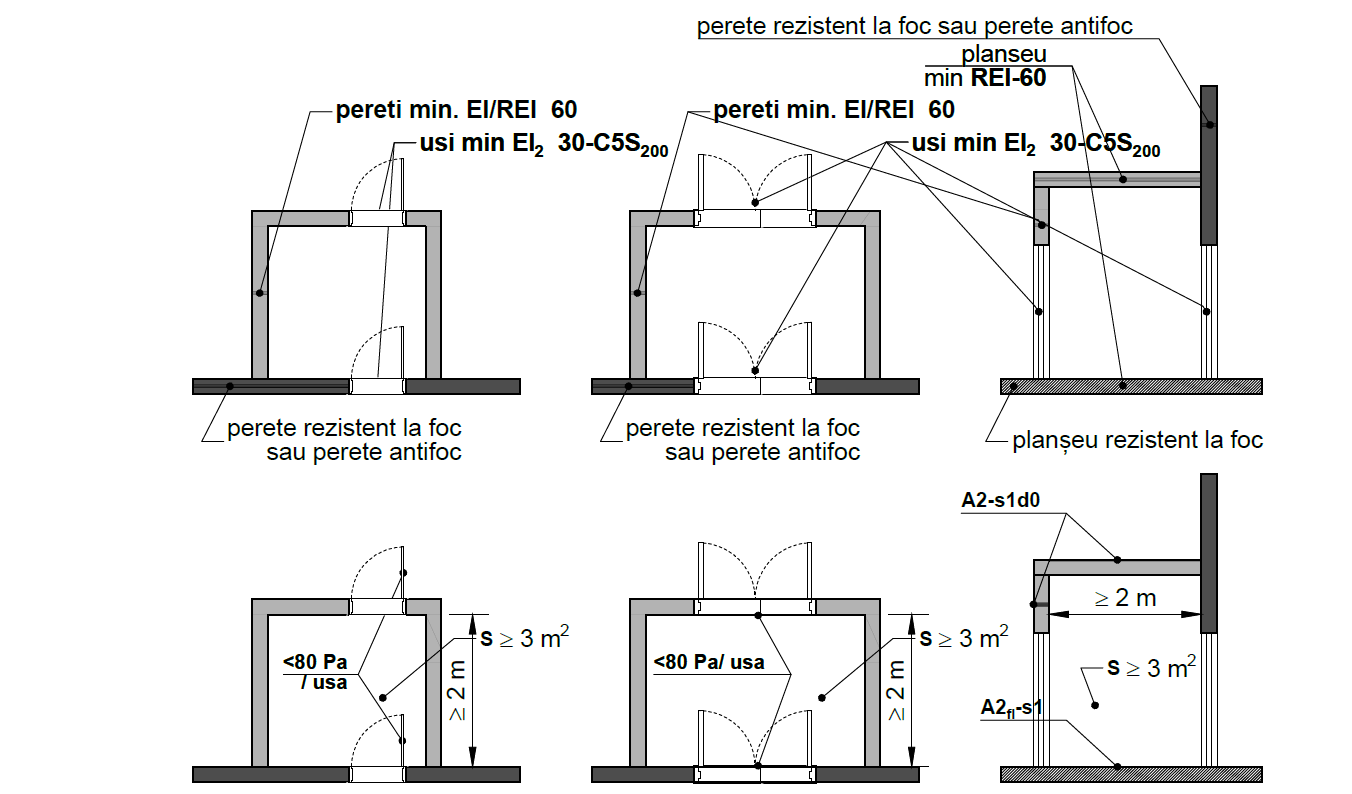 perete rezistent la foc sau perete antifoc
planseu
min REI-60
pereti min. EI/REI 60
usi min EI₂ 30-C5S₂₀₀
pereti min. EI/REI 60
usi min EI₂ 30-C5S₂₀₀
perete rezistent la foc
sau perete antifoc
perete rezistent la foc
sau perete antifoc
planșeu rezistent la foc
A2-s1d0
≥ 2 m
s ≥ 3 m²
<80 Pa
/ usa
≥ 2 m
s ≥ 3 m²
<80 Pa/ usa
≥ 2 m
s ≥ 3 m²
A2fl-s1